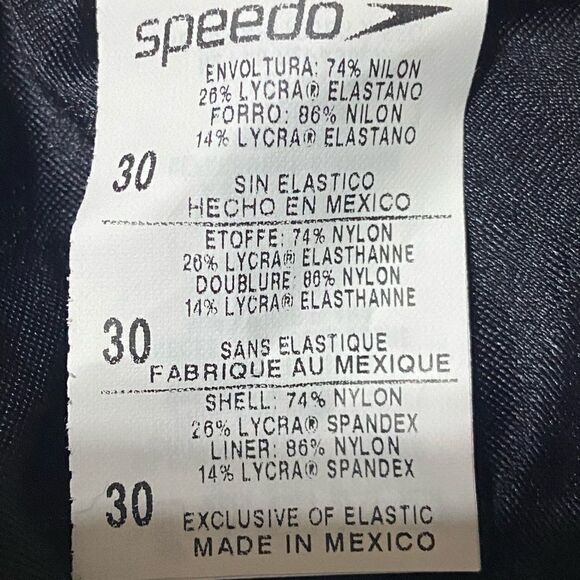 speedo
ENVOLTURA: 74% NILON
26% LYCRA® ELASTANO
FORRO: 86% NILON
14% LYCRA® ELASTANO
30
SIN ELASTICO
HECHO EN MEXICO
ETOFFE: 74% NYLON
26% LYCRA® ELASTHANNE
DOUBLURE: 86% NYLON
14% LYCRA® ELASTHANNE
30
SANS ELASTIQUE
FABRIQUE AU MEXIQUE
SHELL: 74% NYLON
26% LYCRA® SPANDEX
LINER: 86% NYLON
14% LYCRA® SPANDEX
30
EXCLUSIVE OF ELASTIC
MADE IN MEXICO